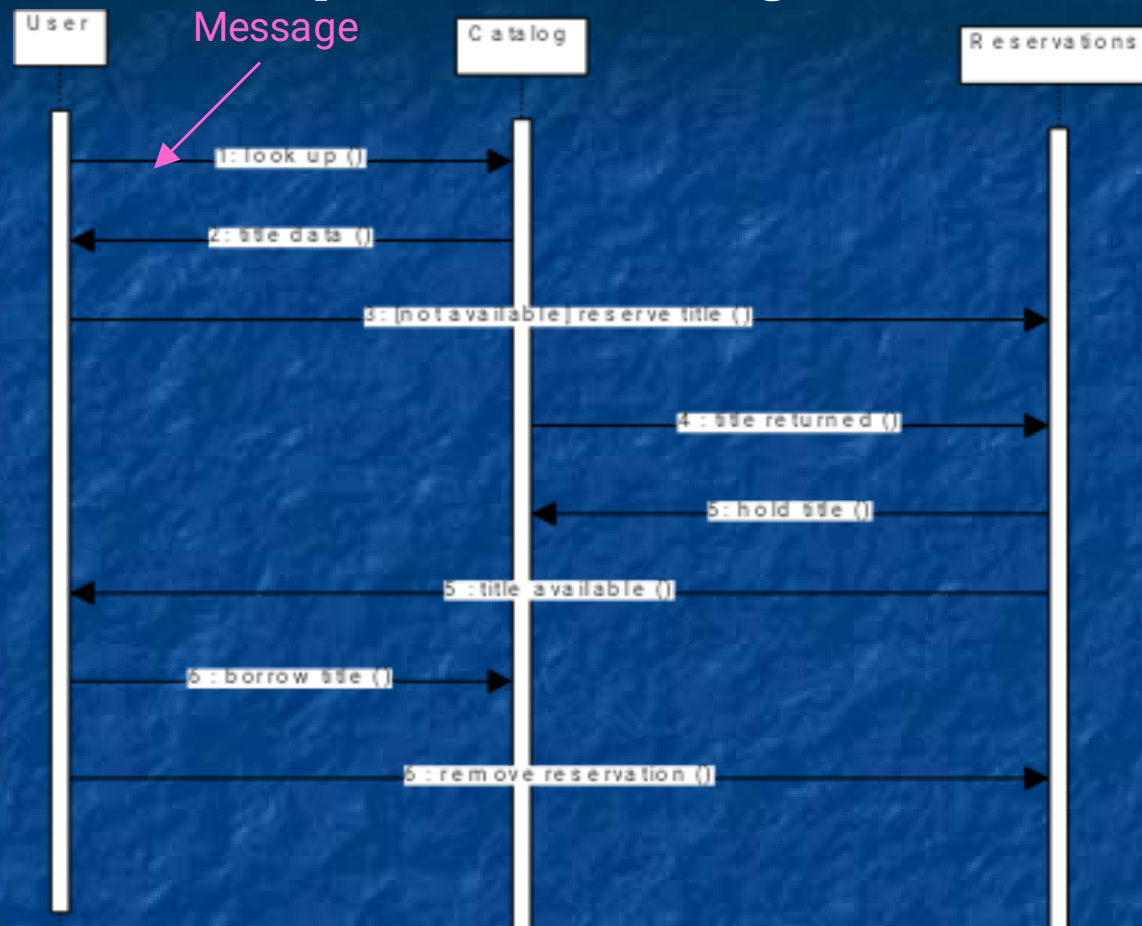 User
Message
Catalog
Reservations
1: look up ()
2: title data ()
3: [not available] reserve title ()
4 : title returned ()
5: hold title ()
5 : title available ()
6 : borrow title ()
6 : remove reservation ()